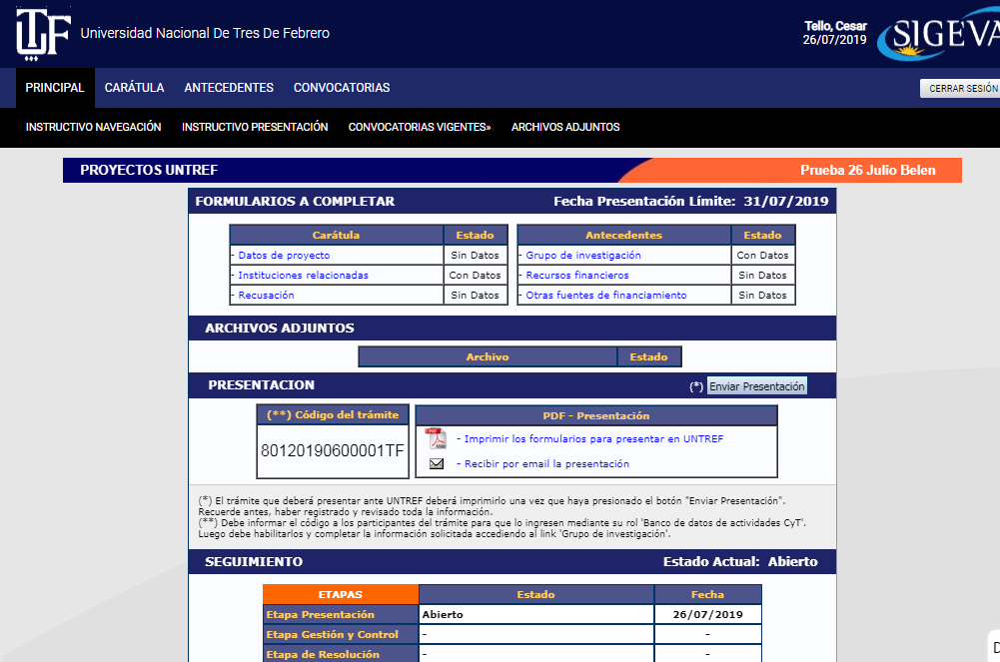 UTF Universidad Nacional De Tres De Febrero
Tello, Cesar
26/07/2019
SIGEVA
PRINCIPAL CARÁTULA ANTECEDENTES CONVOCATORIAS
CERRAR SESIÓN
INSTRUCTIVO NAVEGACIÓN INSTRUCTIVO PRESENTACIÓN CONVOCATORIAS VIGENTES» ARCHIVOS ADJUNTOS
PROYECTOS UNTREF Prueba 26 Julio Belen
FORMULARIOS A COMPLETAR Fecha Presentación Límite: 31/07/2019
Carátula Estado Antecedentes Estado
- Datos de proyecto Sin Datos - Grupo de investigación Con Datos
- Instituciones relacionadas Con Datos - Recursos financieros Sin Datos
- Recusación Sin Datos - Otras fuentes de financiamiento Sin Datos
ARCHIVOS ADJUNTOS
Archivo Estado
PRESENTACION (*) Enviar Presentación
(**) Código del trámite PDF - Presentación
80120190600001TF
- Imprimir los formularios para presentar en UNTREF
- Recibir por email la presentación
(*) El trámite que deberá presentar ante UNTREF deberá imprimirlo una vez que haya presionado el botón "Enviar Presentación".
Recuerde antes, haber registrado y revisado toda la información.
(**) Debe informar el código a los participantes del trámite para que lo ingresen mediante su rol 'Banco de datos de actividades CyT'.
Luego debe habilitarlos y completar la información solicitada accediendo al link 'Grupo de investigación'.
SEGUIMIENTO Estado Actual: Abierto
ETAPAS Estado Fecha
Etapa Presentación Abierto 26/07/2019
Etapa Gestión y Control - -
Etapa de Resolución - -